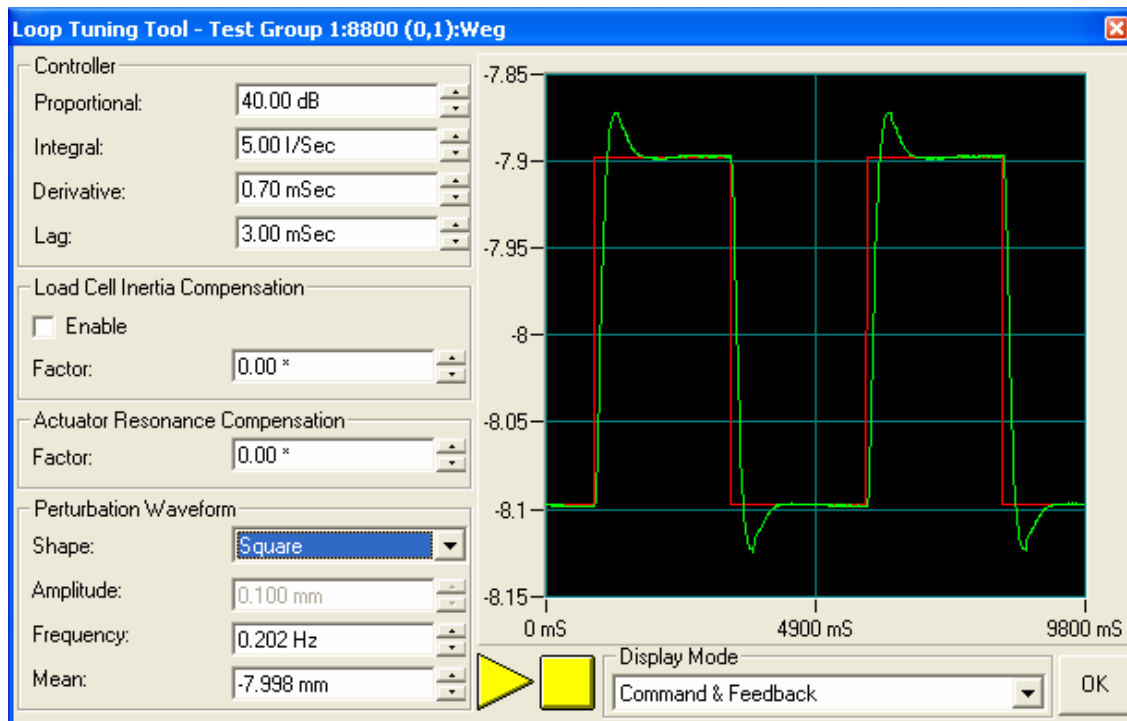 Loop Tuning Tool - Test Group 1:8800 (0,1):Weg
Controller
Proportional: 40.00 dB
Integral: 5.00 I/Sec
Derivative: 0.70 mSec
Lag: 3.00 mSec
Load Cell Inertia Compensation
Enable
Factor: 0.00 *
Actuator Resonance Compensation
Factor: 0.00 *
Perturbation Waveform
Shape: Square
Amplitude: 0.100 mm
Frequency: 0.202 Hz
Mean: -7.998 mm
-7.85
-7.9
-7.95
-8
-8.05
-8.1
-8.15
0 mS 4900 mS 9800 mS
Display Mode
Command & Feedback
OK